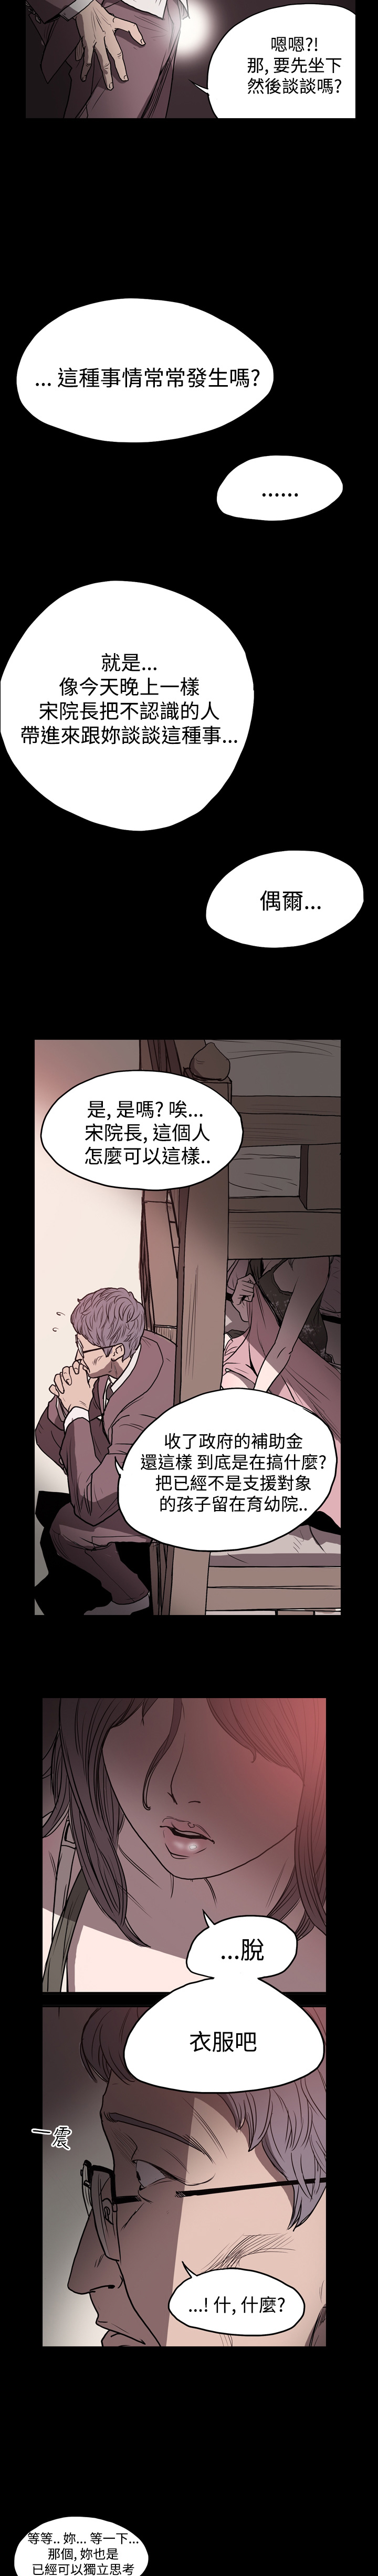 嗯嗯?!
那, 要先坐下
然後談談嗎?
... 這種事情常常發生嗎?
......
就是...
像今天晚上一樣
宋院長把不認識的人
帶進來跟妳談談這種事...
偶爾...
是, 是嗎? 唉...
宋院長, 這個人
怎麼可以這樣..
收了政府的補助金
還這樣 到底是在搞什麼?
把已經不是支援對象
的孩子留在育幼院..
...脫
衣服吧
一震
...! 什, 什麼?
等等.. 妳... 等一下...
那個, 妳也是
已經可以獨立思考